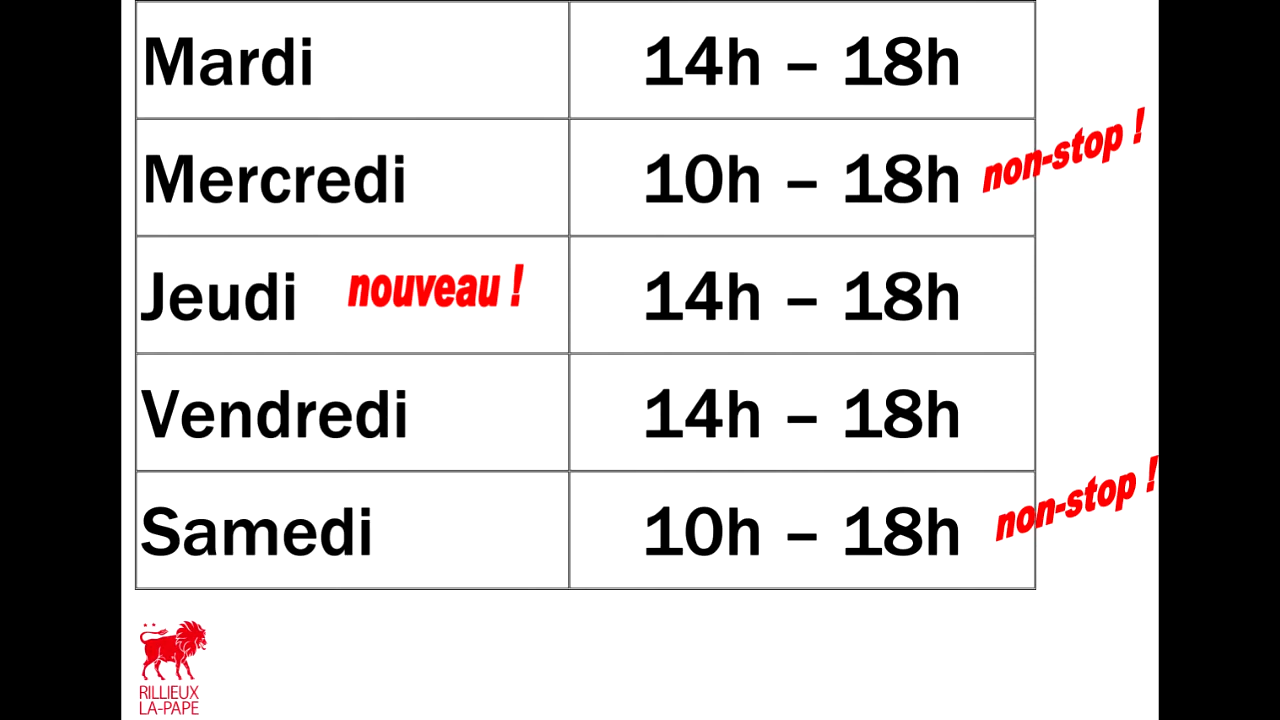 Mardi 14h – 18h
Mercredi 10h – 18h non-stop !
Jeudi nouveau ! 14h – 18h
Vendredi 14h – 18h
Samedi 10h – 18h non-stop !
RILLIEUX
LA-PAPE